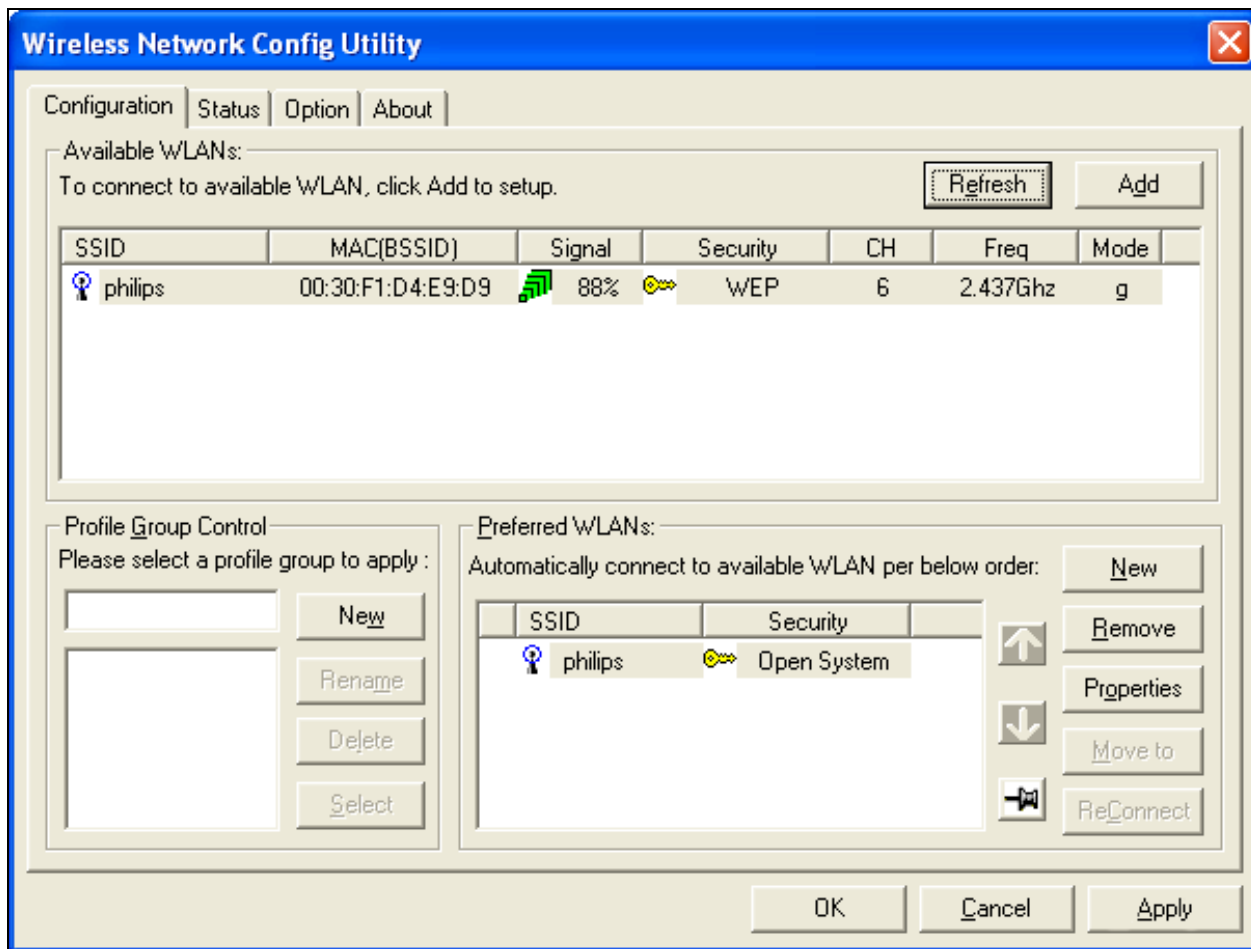 Wireless Network Config Utility
Configuration Status Option About
Available WLANs:
To connect to available WLAN, click Add to setup.
Refresh Add
SSID MAC(BSSID) Signal Security CH Freq Mode
philips 00:30:F1:D4:E9:D9 88% WEP 6 2.437Ghz g
Profile Group Control
Please select a profile group to apply :
New
Rename
Delete
Select
Preferred WLANs:
Automatically connect to available WLAN per below order:
SSID Security
philips Open System
New
Remove
Properties
Move to
ReConnect
OK Cancel Apply